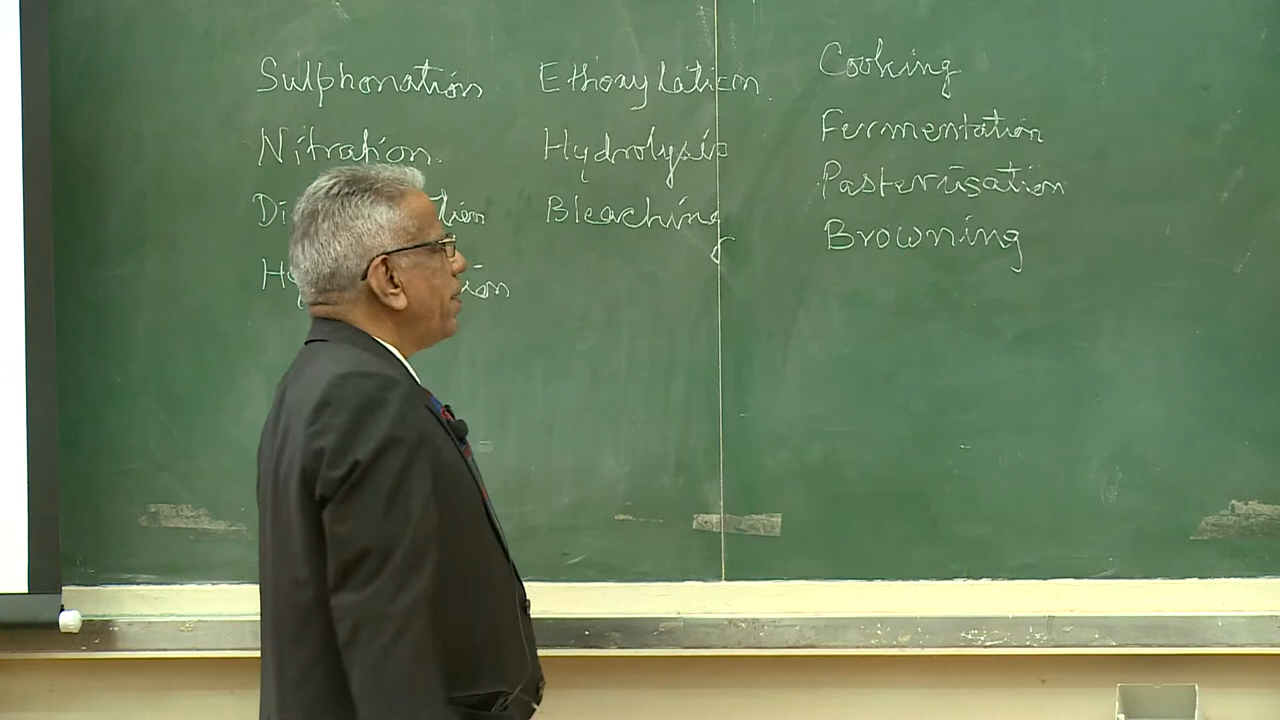 Sulphonation
Nitration
Ethoxylation
Hydrolysis
Bleaching
Cooking
Fermentation
Pasterisation
Browning